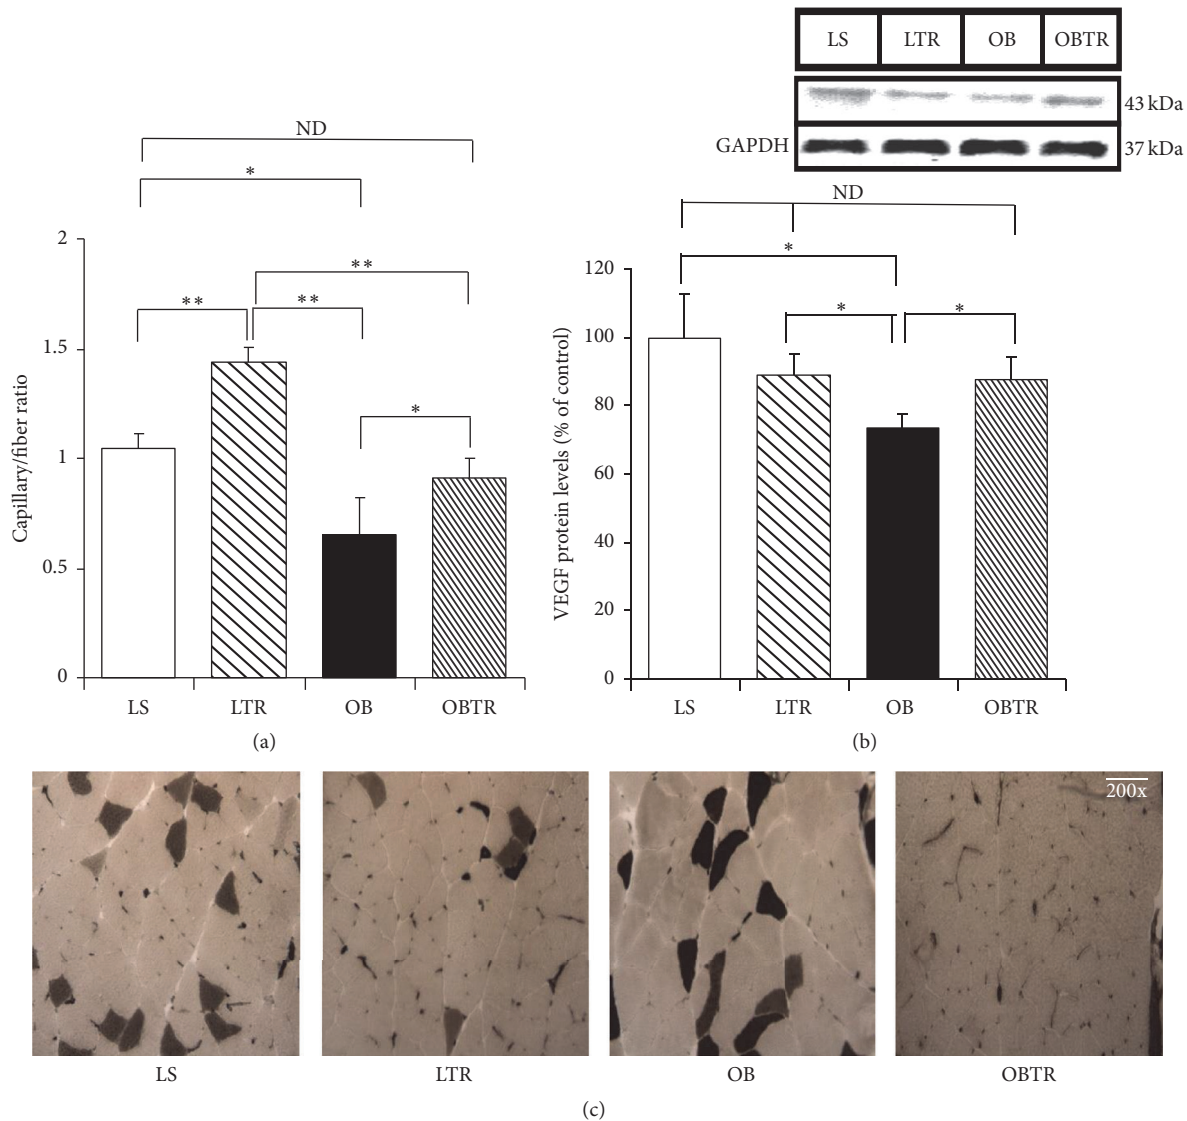 LS LTR OB OBTR
43 kDa
GAPDH 37 kDa
ND
*
**
**
**
*
2
1.5
1
0.5
0
Capillary/fiber ratio
LS LTR OB OBTR
(a)
ND
*
*
*
120
100
80
60
40
20
0
VEGF protein levels (% of control)
LS LTR OB OBTR
(b)
200x
LS LTR OB OBTR
(c)